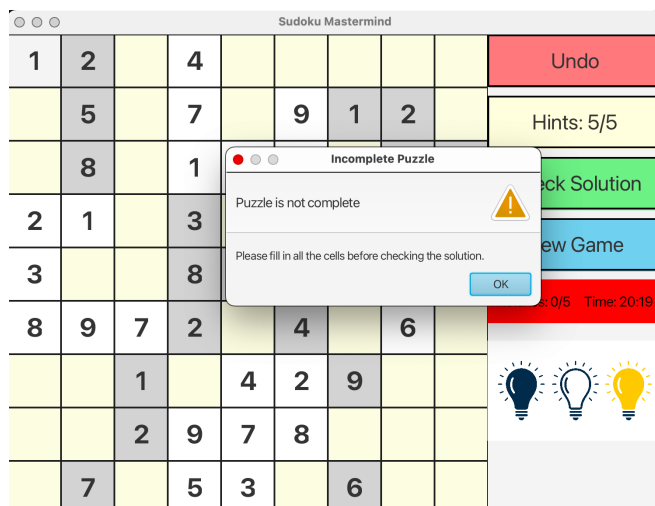 Sudoku Mastermind
1 2 4
Undo
5 7 9 1 2
Hints: 5/5
8 1
Incomplete Puzzle
Puzzle is not complete
ck Solution
2 1 3
ew Game
Please fill in all the cells before checking the solution.
3 8
OK
s: 0/5 Time: 20:19
8 9 7 2 4 6
1 4 2 9
2 9 7 8
7 5 3 6